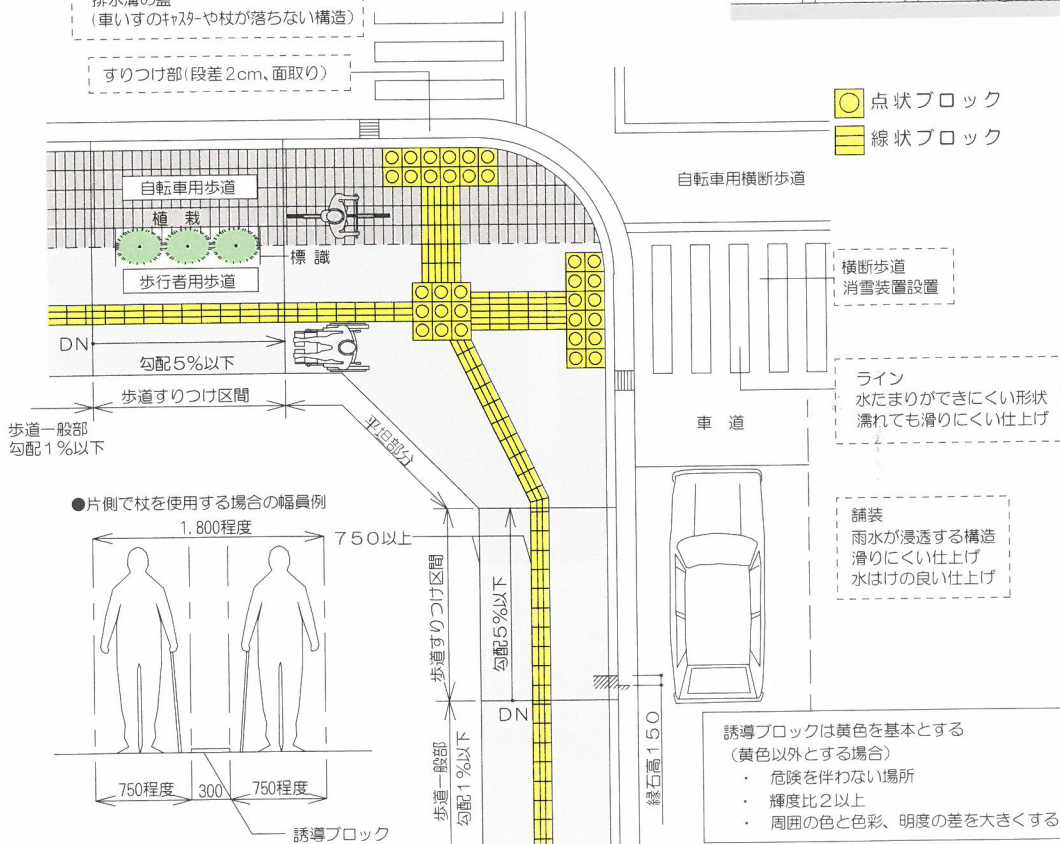 排水溝の蓋
(車いすのキャスターや杖が落ちない構造)
すりつけ部(段差2cm、面取り)
点状ブロック
線状ブロック
自転車用歩道
植 栽
標 識
歩行者用歩道
自転車用横断歩道
横断歩道
消雪装置設置
DN
勾配5%以下
歩道すりつけ区間
歩道一般部
勾配1%以下
平坦部分
ライン
水たまりができにくい形状
濡れても滑りにくい仕上げ
車 道
●片側で杖を使用する場合の幅員例
1,800程度
750以上
舗装
雨水が浸透する構造
滑りにくい仕上げ
水はけの良い仕上げ
歩道すりつけ区間
勾配5%以下
DN
歩道一般部
勾配1%以下
縁石高150
750程度
300
750程度
誘導ブロック
誘導ブロックは黄色を基本とする
(黄色以外とする場合)
・ 危険を伴わない場所
・ 輝度比2以上
・ 周囲の色と色彩、明度の差を大きくする